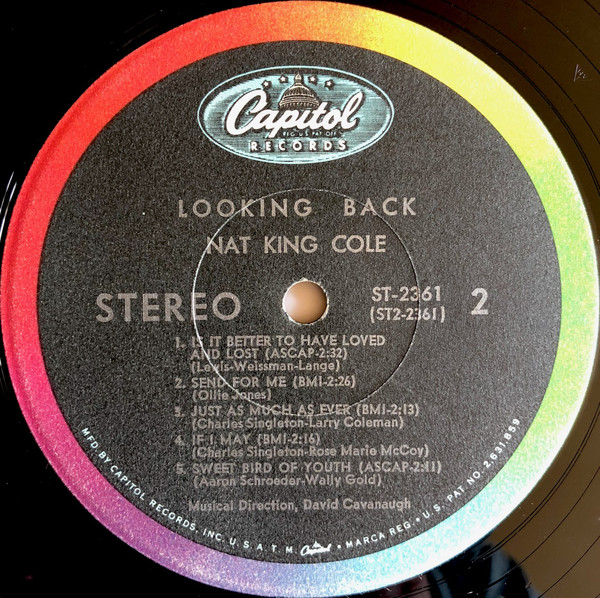 Capitol
REG. U.S. PAT. OFF.
RECORDS
LOOKING BACK
NAT KING COLE
STEREO
ST-2361
(ST2-2361)
2
1. IS IT BETTER TO HAVE LOVED
AND LOST (ASCAP-2:32)
(Lewis-Weissman-Lange)
2. SEND FOR ME (BMI-2:26)
(Ollie Jones)
3. JUST AS MUCH AS EVER (BMI-2:13)
(Charles Singleton-Larry Coleman)
4. IF I MAY (BMI-2:16)
(Charles Singleton-Rose Marie McCoy)
5. SWEET BIRD OF YOUTH (ASCAP-2:41)
(Aaron Schroeder-Wally Gold)
Musical Direction, David Cavanaugh
MFD BY CAPITOL RECORDS, INC. U.S.A. T.M. Capitol • MARCA REG. • U.S. PAT. NO. 2,631,859